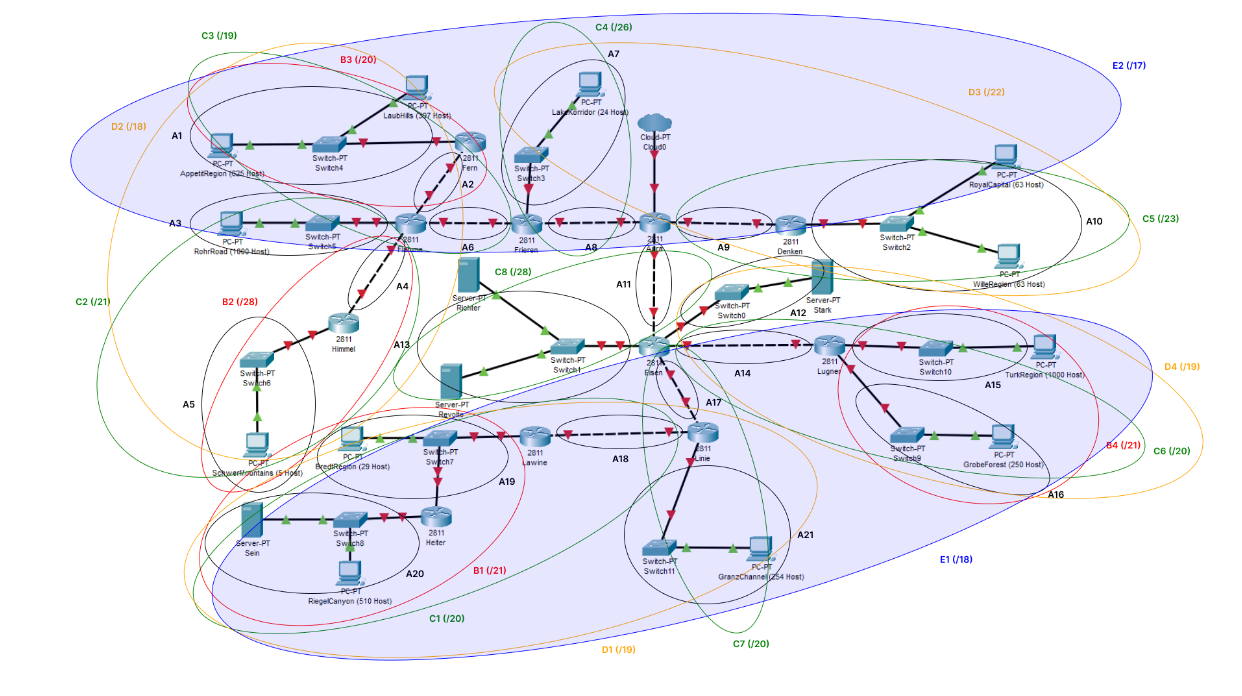 C3 (/19)
C4 (/26)
A7
B3 (/20)
E2 (/17)
D3 (/22)
D2 (/18)
A1
PC-PT
LaubHills (397 Host)
PC-PT
LakeKorridor (24 Host)
Cloud-PT
Cloud0
PC-PT
AppetitRegion (625 Host)
Switch-PT
Switch4
2811
Fern
Switch-PT
Switch3
PC-PT
RoyalCapital (63 Host)
A2
A3
PC-PT
RohrRoad (1000 Host)
Switch-PT
Switch5
2811
Flamme
A6
2811
Frieren
A8
2811
Aura
A9
2811
Denken
Switch-PT
Switch2
A10
C5 (/23)
PC-PT
WilleRegion (63 Host)
C2 (/21)
B2 (/28)
A4
Server-PT
Richter
C8 (/28)
A11
Switch-PT
Switch0
Server-PT
Stark
A12
2811
Himmel
A13
Switch-PT
Switch1
2811
Eisen
A14
2811
Lugner
Switch-PT
Switch10
PC-PT
TurkRegion (1000 Host)
A15
D4 (/19)
Switch-PT
Switch6
A5
Server-PT
Revolte
A17
PC-PT
SchwerMountains (5 Host)
PC-PT
BredtRegion (29 Host)
Switch-PT
Switch7
2811
Lawine
A18
2811
Linie
Switch-PT
Switch9
PC-PT
GrobeForest (250 Host)
B4 (/21)
C6 (/20)
A16
A19
Server-PT
Sein
Switch-PT
Switch8
2811
Heiter
A20
PC-PT
RiegelCanyon (510 Host)
B1 (/21)
A21
Switch-PT
Switch11
PC-PT
GranzChannel (254 Host)
E1 (/18)
C1 (/20)
D1 (/19)
C7 (/20)